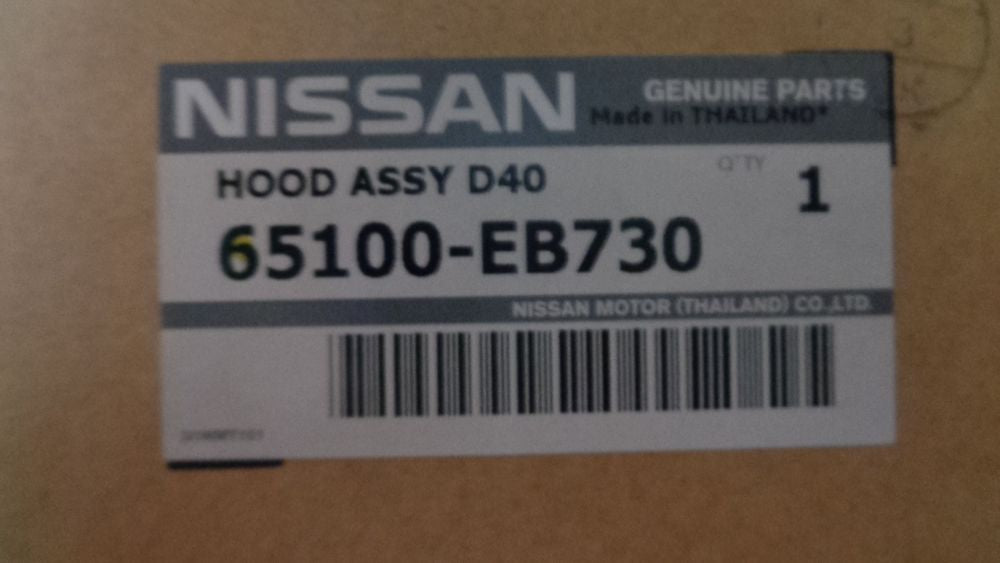 NISSAN
GENUINE PARTS
Made in THAILAND*
HOOD ASSY D40
Q'TY
1
65100-EB730
NISSAN MOTOR (THAILAND) CO.,LTD.